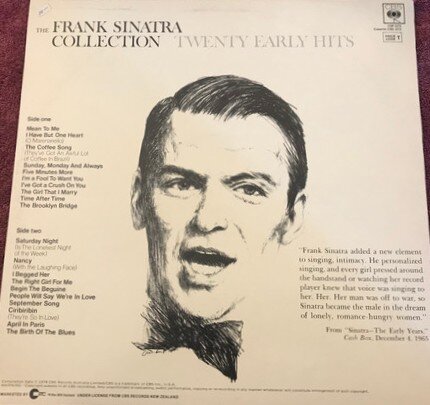 THE FRANK SINATRA
COLLECTION TWENTY EARLY HITS
CBS
Side one
Mean To Me
I Have But One Heart
The Coffee Song
(They've Got An Awful Lot
of Coffee In Brazil)
Sunday, Monday And Always
Five Minutes More
I'm a Fool To Want You
I've Got a Crush On You
The Girl That I Marry
Time After Time
The Brooklyn Bridge
Side two
Saturday Night
(Is The Loneliest Night
of the Week)
Nancy
(With the Laughing Face)
I Begged Her
The Right Girl For Me
Begin The Beguine
People Will Say We're In Love
September Song
Ciribiribin
(They're So In Love)
April In Paris
The Birth Of The Blues
"Frank Sinatra added a new element
to singing, intimacy. He personalized
singing, and every girl pressed around
the bandstand or watching her record
player knew that voice was singing to
her. Her. Her man was off to war, so
Sinatra became the male in the dream
of lonely, romance-hungry women."
From "Sinatra—The Early Years."
Cash Box, December 4, 1965
MARKETED BY UNDER LICENSE FROM CBS RECORDS NEW ZEALAND